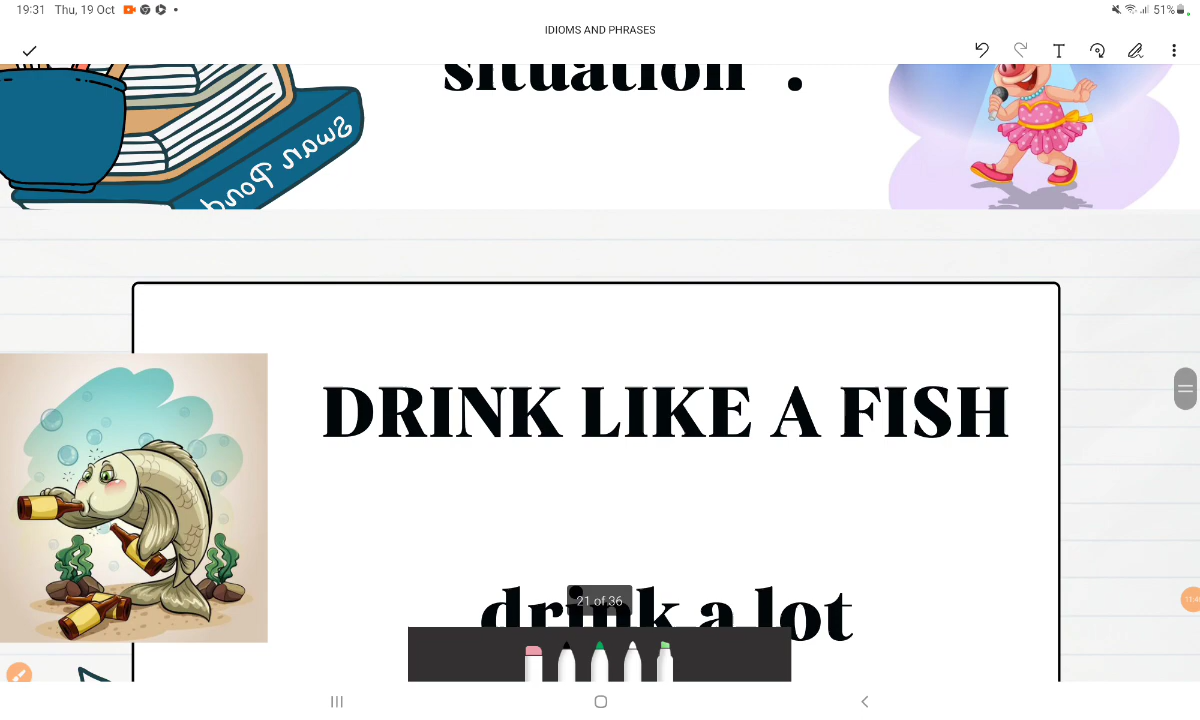 19:31 Thu, 19 Oct
51%
IDIOMS AND PHRASES
T
situation .
Swan Pond
DRINK LIKE A FISH
drink a lot
21 of 36